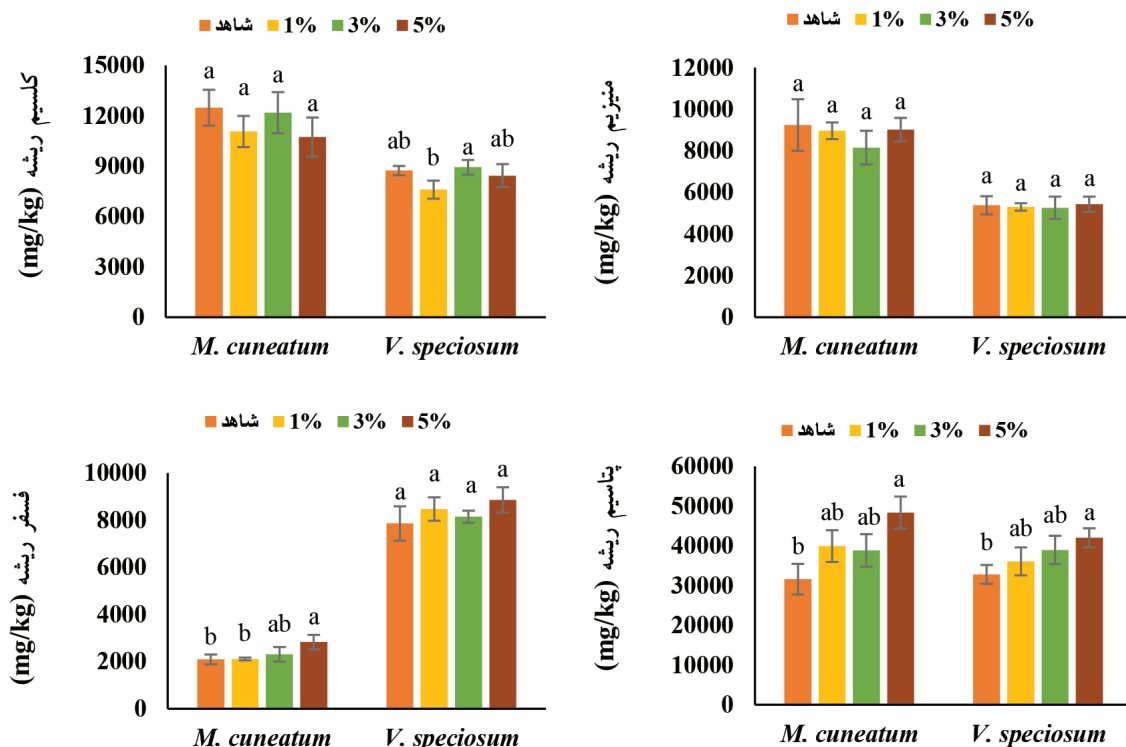 شاهد 1% 3% 5%
کلسیم ریشه (mg/kg)
15000
12000
9000
6000
3000
0
a a a a ab b a ab
M. cuneatum V. speciosum
شاهد 1% 3% 5%
منیزیم ریشه (mg/kg)
12000
10000
8000
6000
4000
2000
0
a a a a a a a a
M. cuneatum V. speciosum
شاهد 1% 3% 5%
فسفر ریشه (mg/kg)
10000
8000
6000
4000
2000
0
b b ab a a a a a
M. cuneatum V. speciosum
شاهد 1% 3% 5%
پتاسیم ریشه (mg/kg)
60000
50000
40000
30000
20000
10000
0
b ab ab a b ab ab a
M. cuneatum V. speciosum